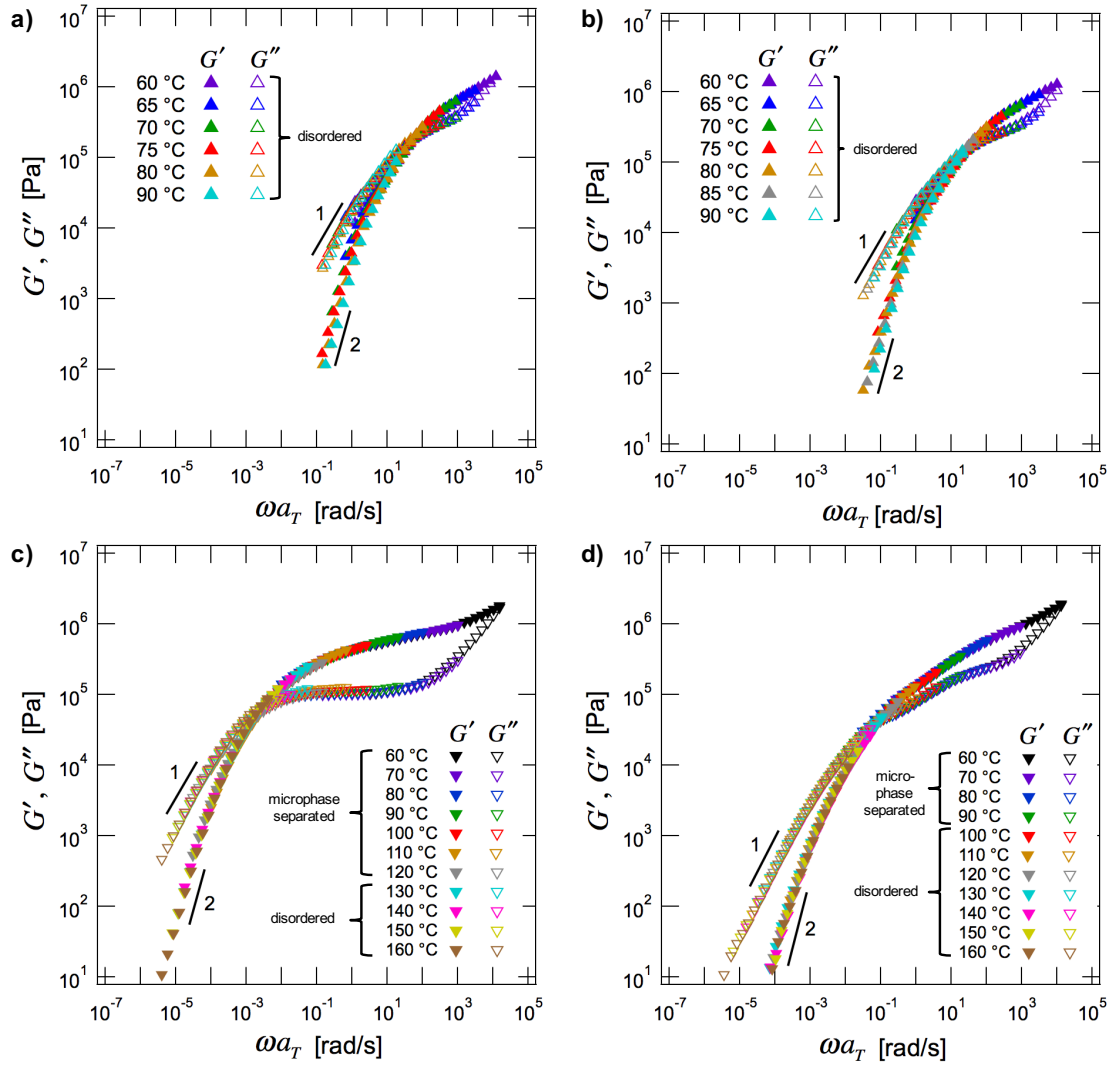 a)
10^7
10^6
10^5
10^4
10^3
10^2
10^1
G', G'' [Pa]
G' G''
60 °C
65 °C
70 °C
75 °C
80 °C
90 °C
disordered
1
2
10^-7 10^-5 10^-3 10^-1 10^1 10^3 10^5
ωa_T [rad/s]
b)
10^7
10^6
10^5
10^4
10^3
10^2
10^1
G', G'' [Pa]
G' G''
60 °C
65 °C
70 °C
75 °C
80 °C
85 °C
90 °C
disordered
1
2
10^-7 10^-5 10^-3 10^-1 10^1 10^3 10^5
ωa_T [rad/s]
c)
10^7
10^6
10^5
10^4
10^3
10^2
10^1
G', G'' [Pa]
1
2
G' G''
60 °C
70 °C
80 °C
90 °C
100 °C
110 °C
120 °C
130 °C
140 °C
150 °C
160 °C
microphase
separated
disordered
10^-7 10^-5 10^-3 10^-1 10^1 10^3 10^5
ωa_T [rad/s]
d)
10^7
10^6
10^5
10^4
10^3
10^2
10^1
G', G'' [Pa]
1
2
G' G''
60 °C
70 °C
80 °C
90 °C
100 °C
110 °C
120 °C
130 °C
140 °C
150 °C
160 °C
micro-
phase
separated
disordered
10^-7 10^-5 10^-3 10^-1 10^1 10^3 10^5
ωa_T [rad/s]